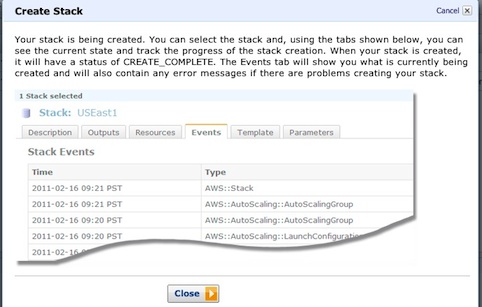 Create Stack
Cancel
Your stack is being created. You can select the stack and, using the tabs shown below, you can
see the current state and track the progress of the stack creation. When your stack is created,
it will have a status of CREATE_COMPLETE. The Events tab will show you what is currently being
created and will also contain any error messages if there are problems creating your stack.
1 Stack selected
Stack: USEast1
Description Outputs Resources Events Template Parameters
Stack Events
Time Type
2011-02-16 09:21 PST AWS::Stack
2011-02-16 09:21 PST AWS::AutoScaling::AutoScalingGroup
2011-02-16 09:20 PST AWS::AutoScaling::AutoScalingGroup
2011-02-16 09:20 PST AWS::AutoScaling::LaunchConfiguration
2011-02-16
Close